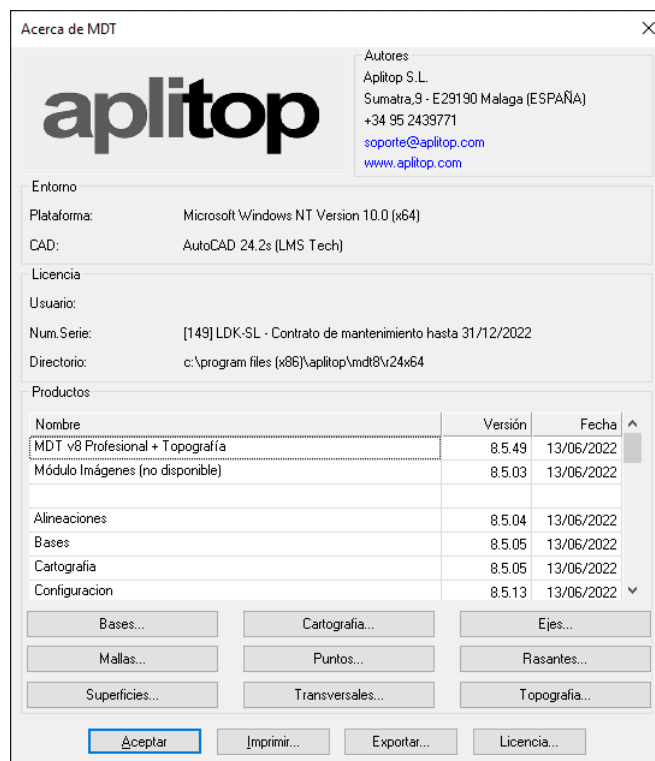 Acerca de MDT
aplitop
Autores
Aplitop S.L.
Sumatra,9 - E29190 Malaga (ESPAÑA)
+34 95 2439771
soporte@aplitop.com
www.aplitop.com
Entorno
Plataforma: Microsoft Windows NT Version 10.0 (x64)
CAD: AutoCAD 24.2s (LMS Tech)
Licencia
Usuario:
Num.Serie: [149] LDK-SL - Contrato de mantenimiento hasta 31/12/2022
Directorio: c:\program files (x86)\aplitop\mdt8\r24x64
Productos
Nombre Versión Fecha
MDT v8 Profesional + Topografía 8.5.49 13/06/2022
Módulo Imágenes (no disponible) 8.5.03 13/06/2022
Alineaciones 8.5.04 13/06/2022
Bases 8.5.05 13/06/2022
Cartografia 8.5.05 13/06/2022
Configuracion 8.5.13 13/06/2022
Bases... Cartografia... Ejes...
Mallas... Puntos... Rasantes...
Superficies... Transversales... Topografia...
Aceptar Imprimir... Exportar... Licencia...